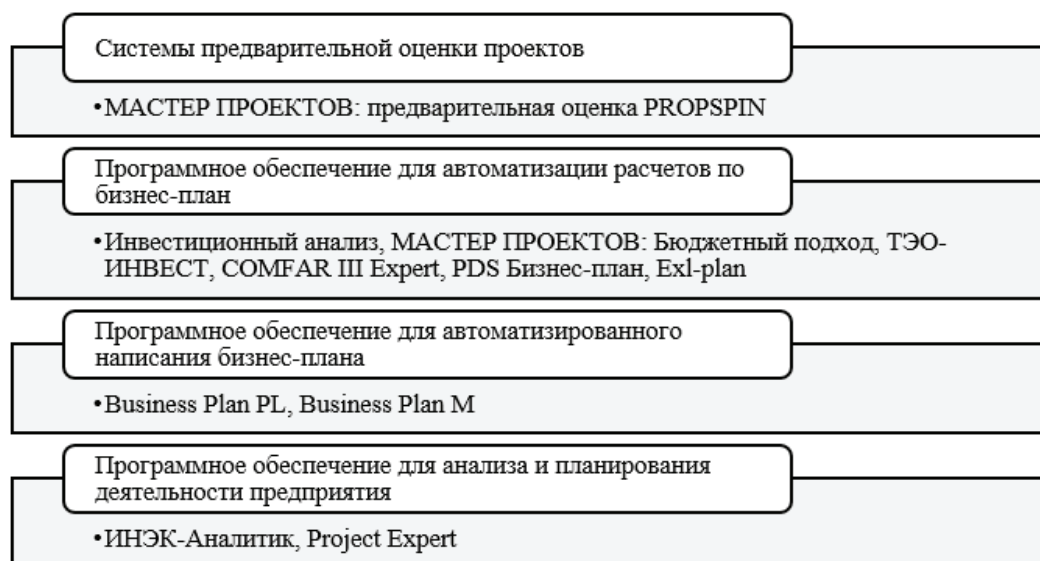 Системы предварительной оценки проектов
•МАСТЕР ПРОЕКТОВ: предварительная оценка PROPSPIN
Программное обеспечение для автоматизации расчетов по
бизнес-план
•Инвестиционный анализ, МАСТЕР ПРОЕКТОВ: Бюджетный подход, ТЭО-
ИНВЕСТ, COMFAR III Expert, PDS Бизнес-план, Exl-plan
Программное обеспечение для автоматизированного
написания бизнес-плана
•Business Plan PL, Business Plan M
Программное обеспечение для анализа и планирования
деятельности предприятия
•ИНЭК-Аналитик, Project Expert